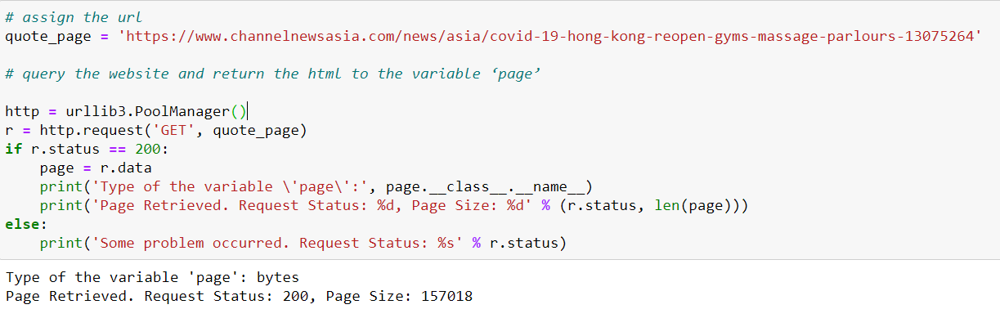 # assign the url
quote_page = 'https://www.channelnewsasia.com/news/asia/covid-19-hong-kong-reopen-gyms-massage-parlours-13075264'
# query the website and return the html to the variable ‘page’
http = urllib3.PoolManager()
r = http.request('GET', quote_page)
if r.status == 200:
    page = r.data
    print('Type of the variable \'page\':', page.__class__.__name__)
    print('Page Retrieved. Request Status: %d, Page Size: %d' % (r.status, len(page)))
else:
    print('Some problem occurred. Request Status: %s' % r.status)
Type of the variable 'page': bytes
Page Retrieved. Request Status: 200, Page Size: 157018